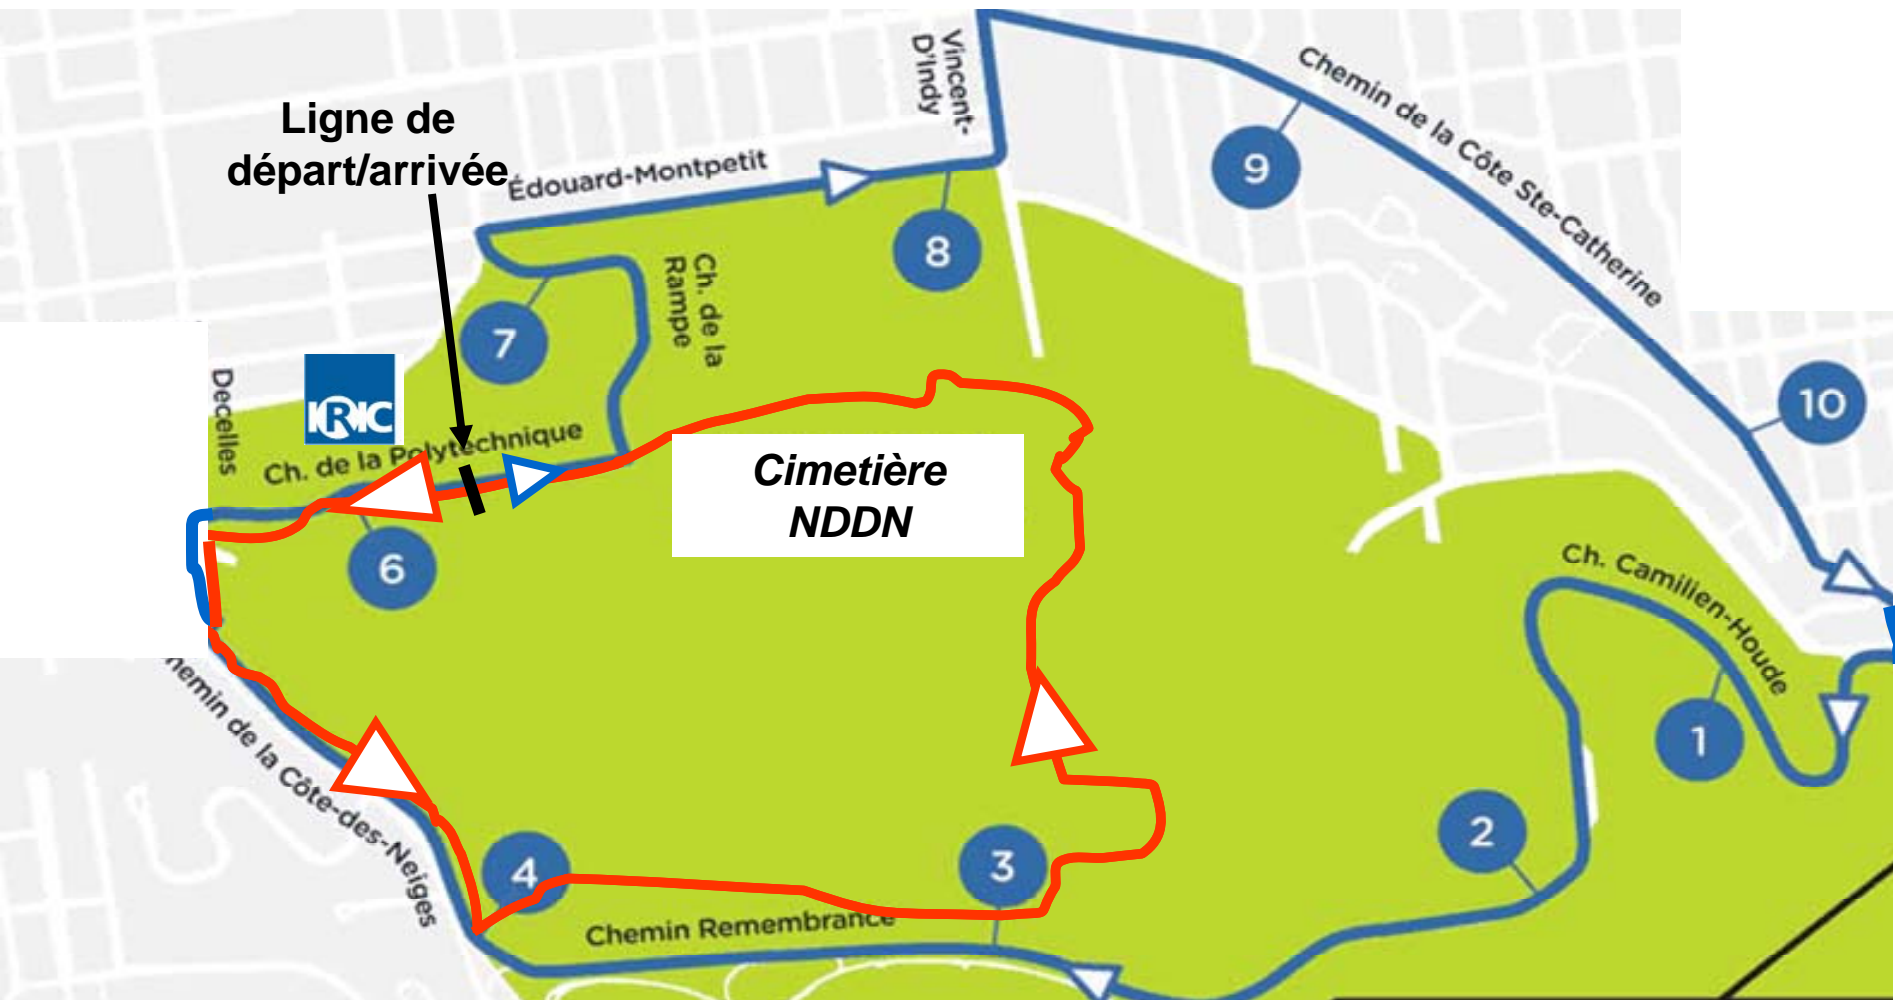 Vincent-
D'Indy
Chemin de la Côte Ste-Catherine
Ligne de
départ/arrivée
Édouard-Montpetit
9
8
Ch. de la
Rampe
7
Decelles
IRIC
10
Ch. de la Polytechnique
Cimetière
NDDN
6
Ch. Camilien-Houde
1
hemin de la Côte-des-Neiges
2
3
4
Chemin Remembrance